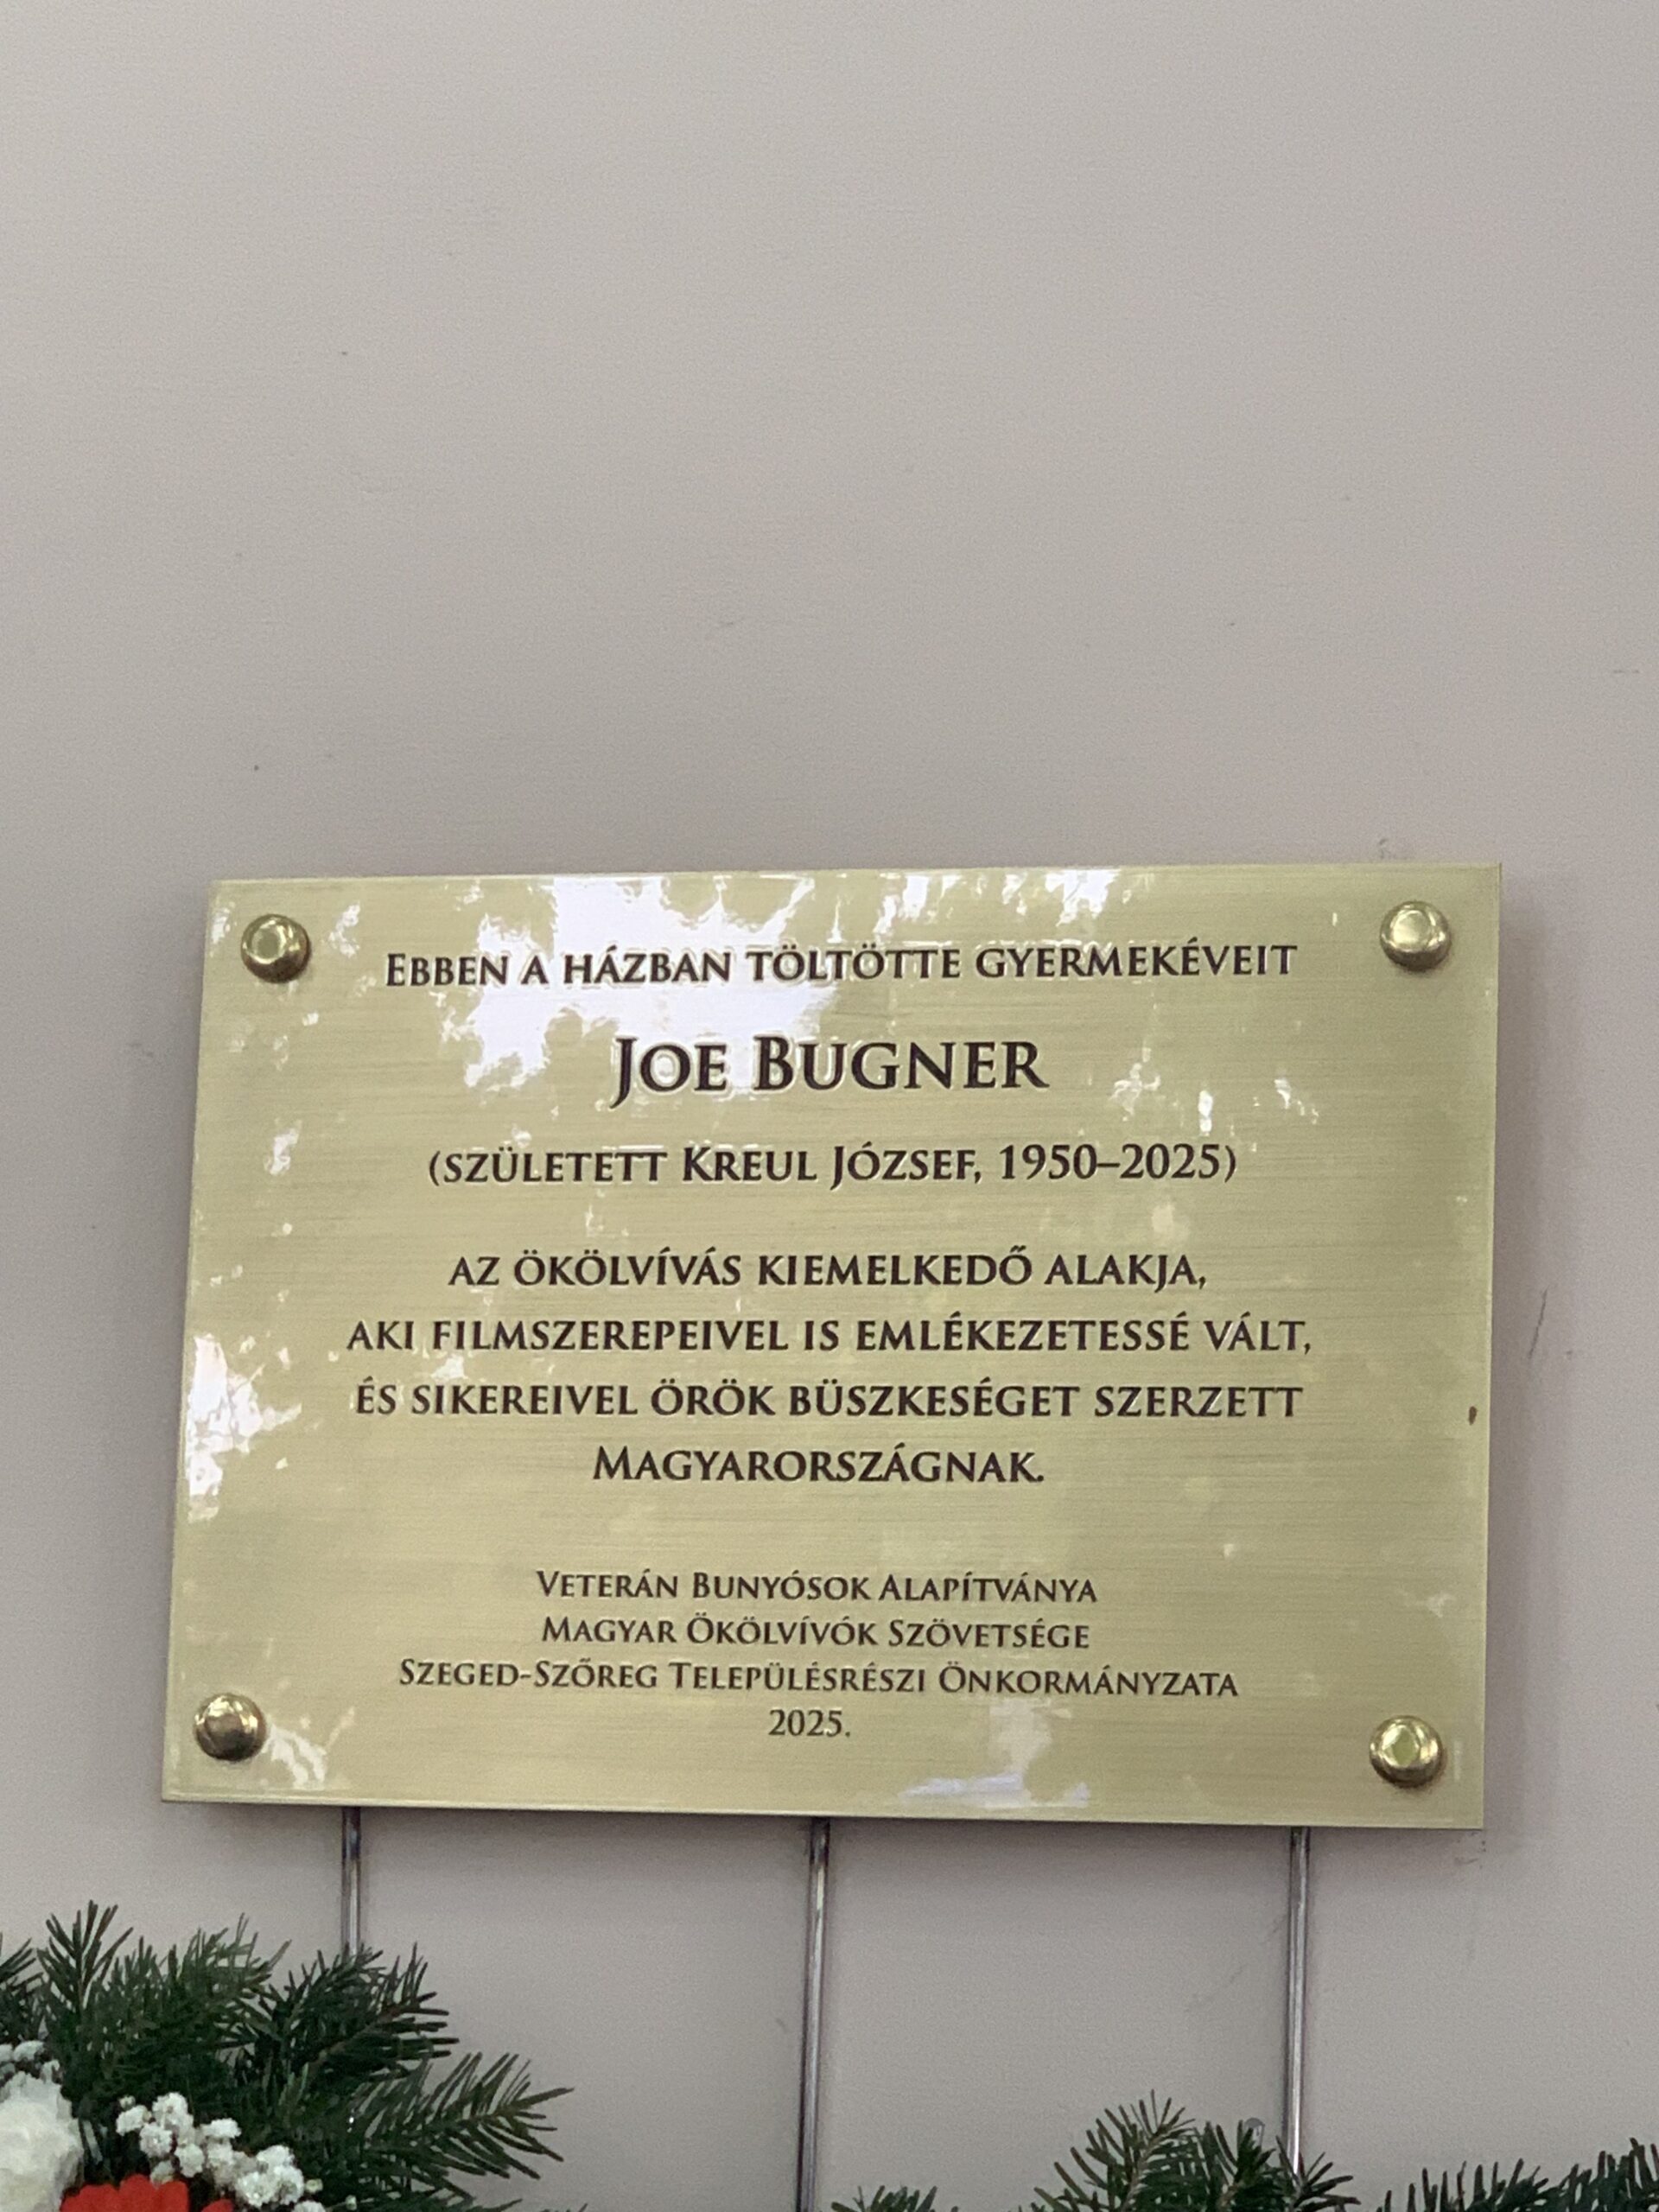 Ebben a házban töltötte gyermekéveit
Joe Bugner
(született Kreul József, 1950–2025)
az ökölvívás kiemelkedő alakja,
aki filmszerepeivel is emlékezetessé vált,
és sikereivel örök büszkeséget szerzett
Magyarországnak.
Veterán Bunyósok Alapítványa
Magyar Ökölvívók Szövetsége
Szeged-Szőreg Településrészi Önkormányzata
2025.